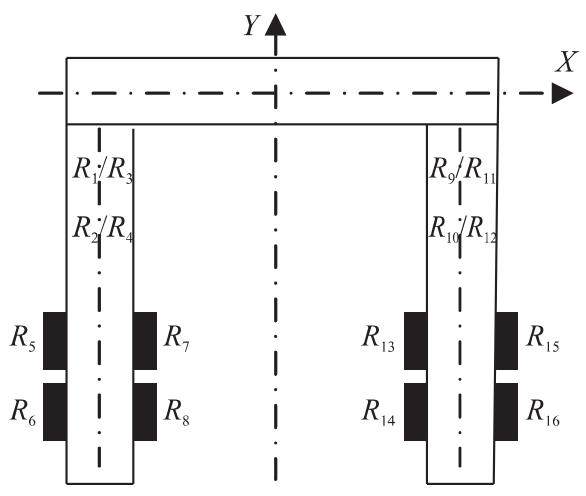 Y
X
R₁/R₃ R₉/R₁₁
R₂/R₄ R₁₀/R₁₂
R₅ R₇ R₁₃ R₁₅
R₆ R₈ R₁₄ R₁₆